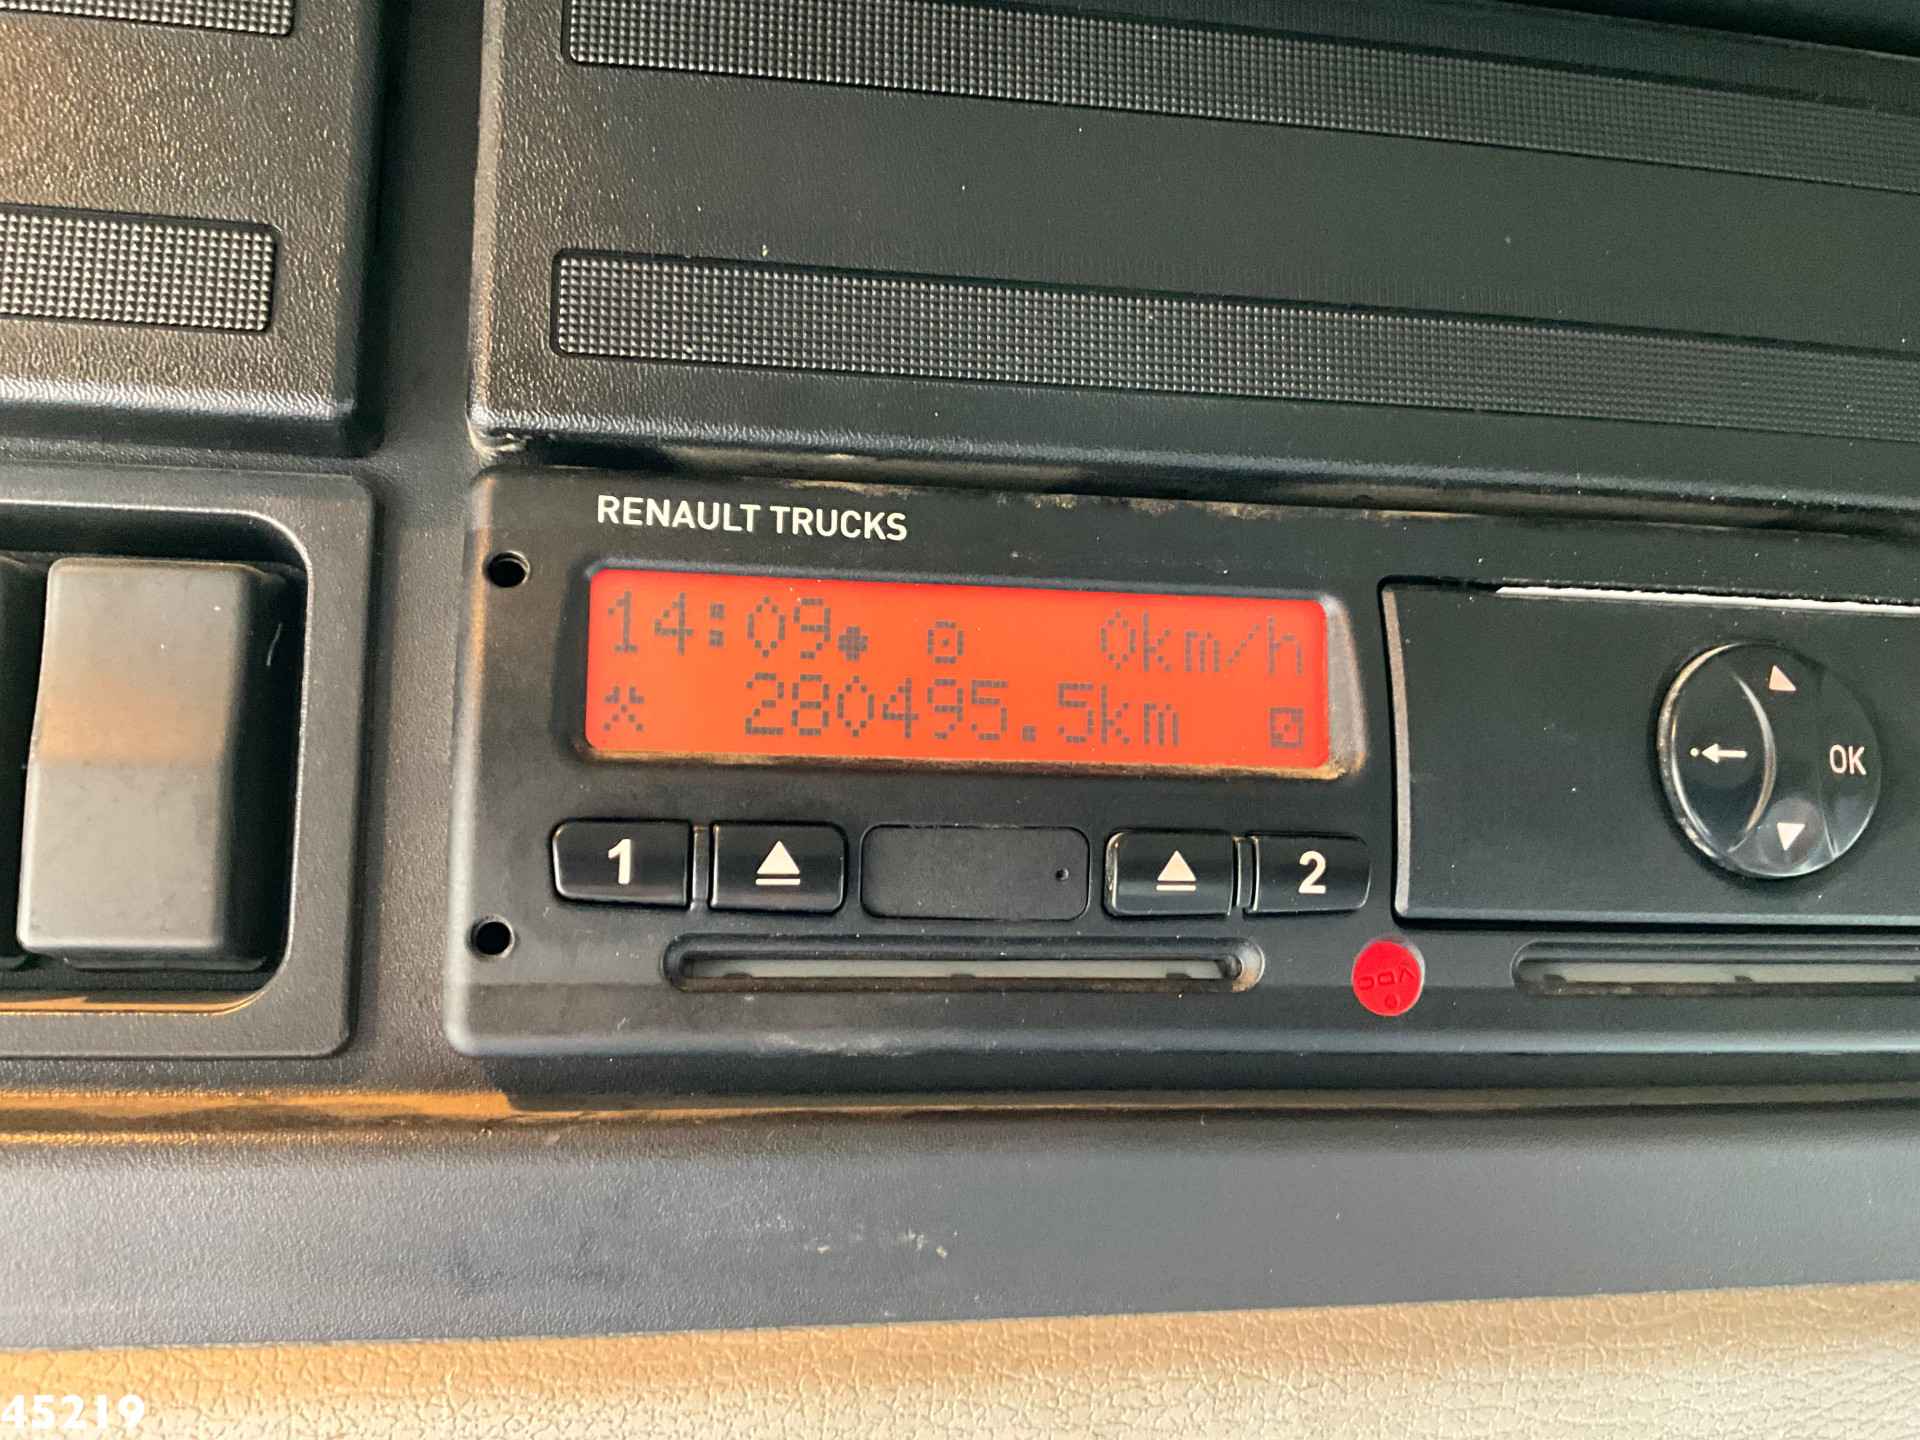 RENAULT TRUCKS
14:09 0km/h
280495.5km
OK
1 2
VDO
45219